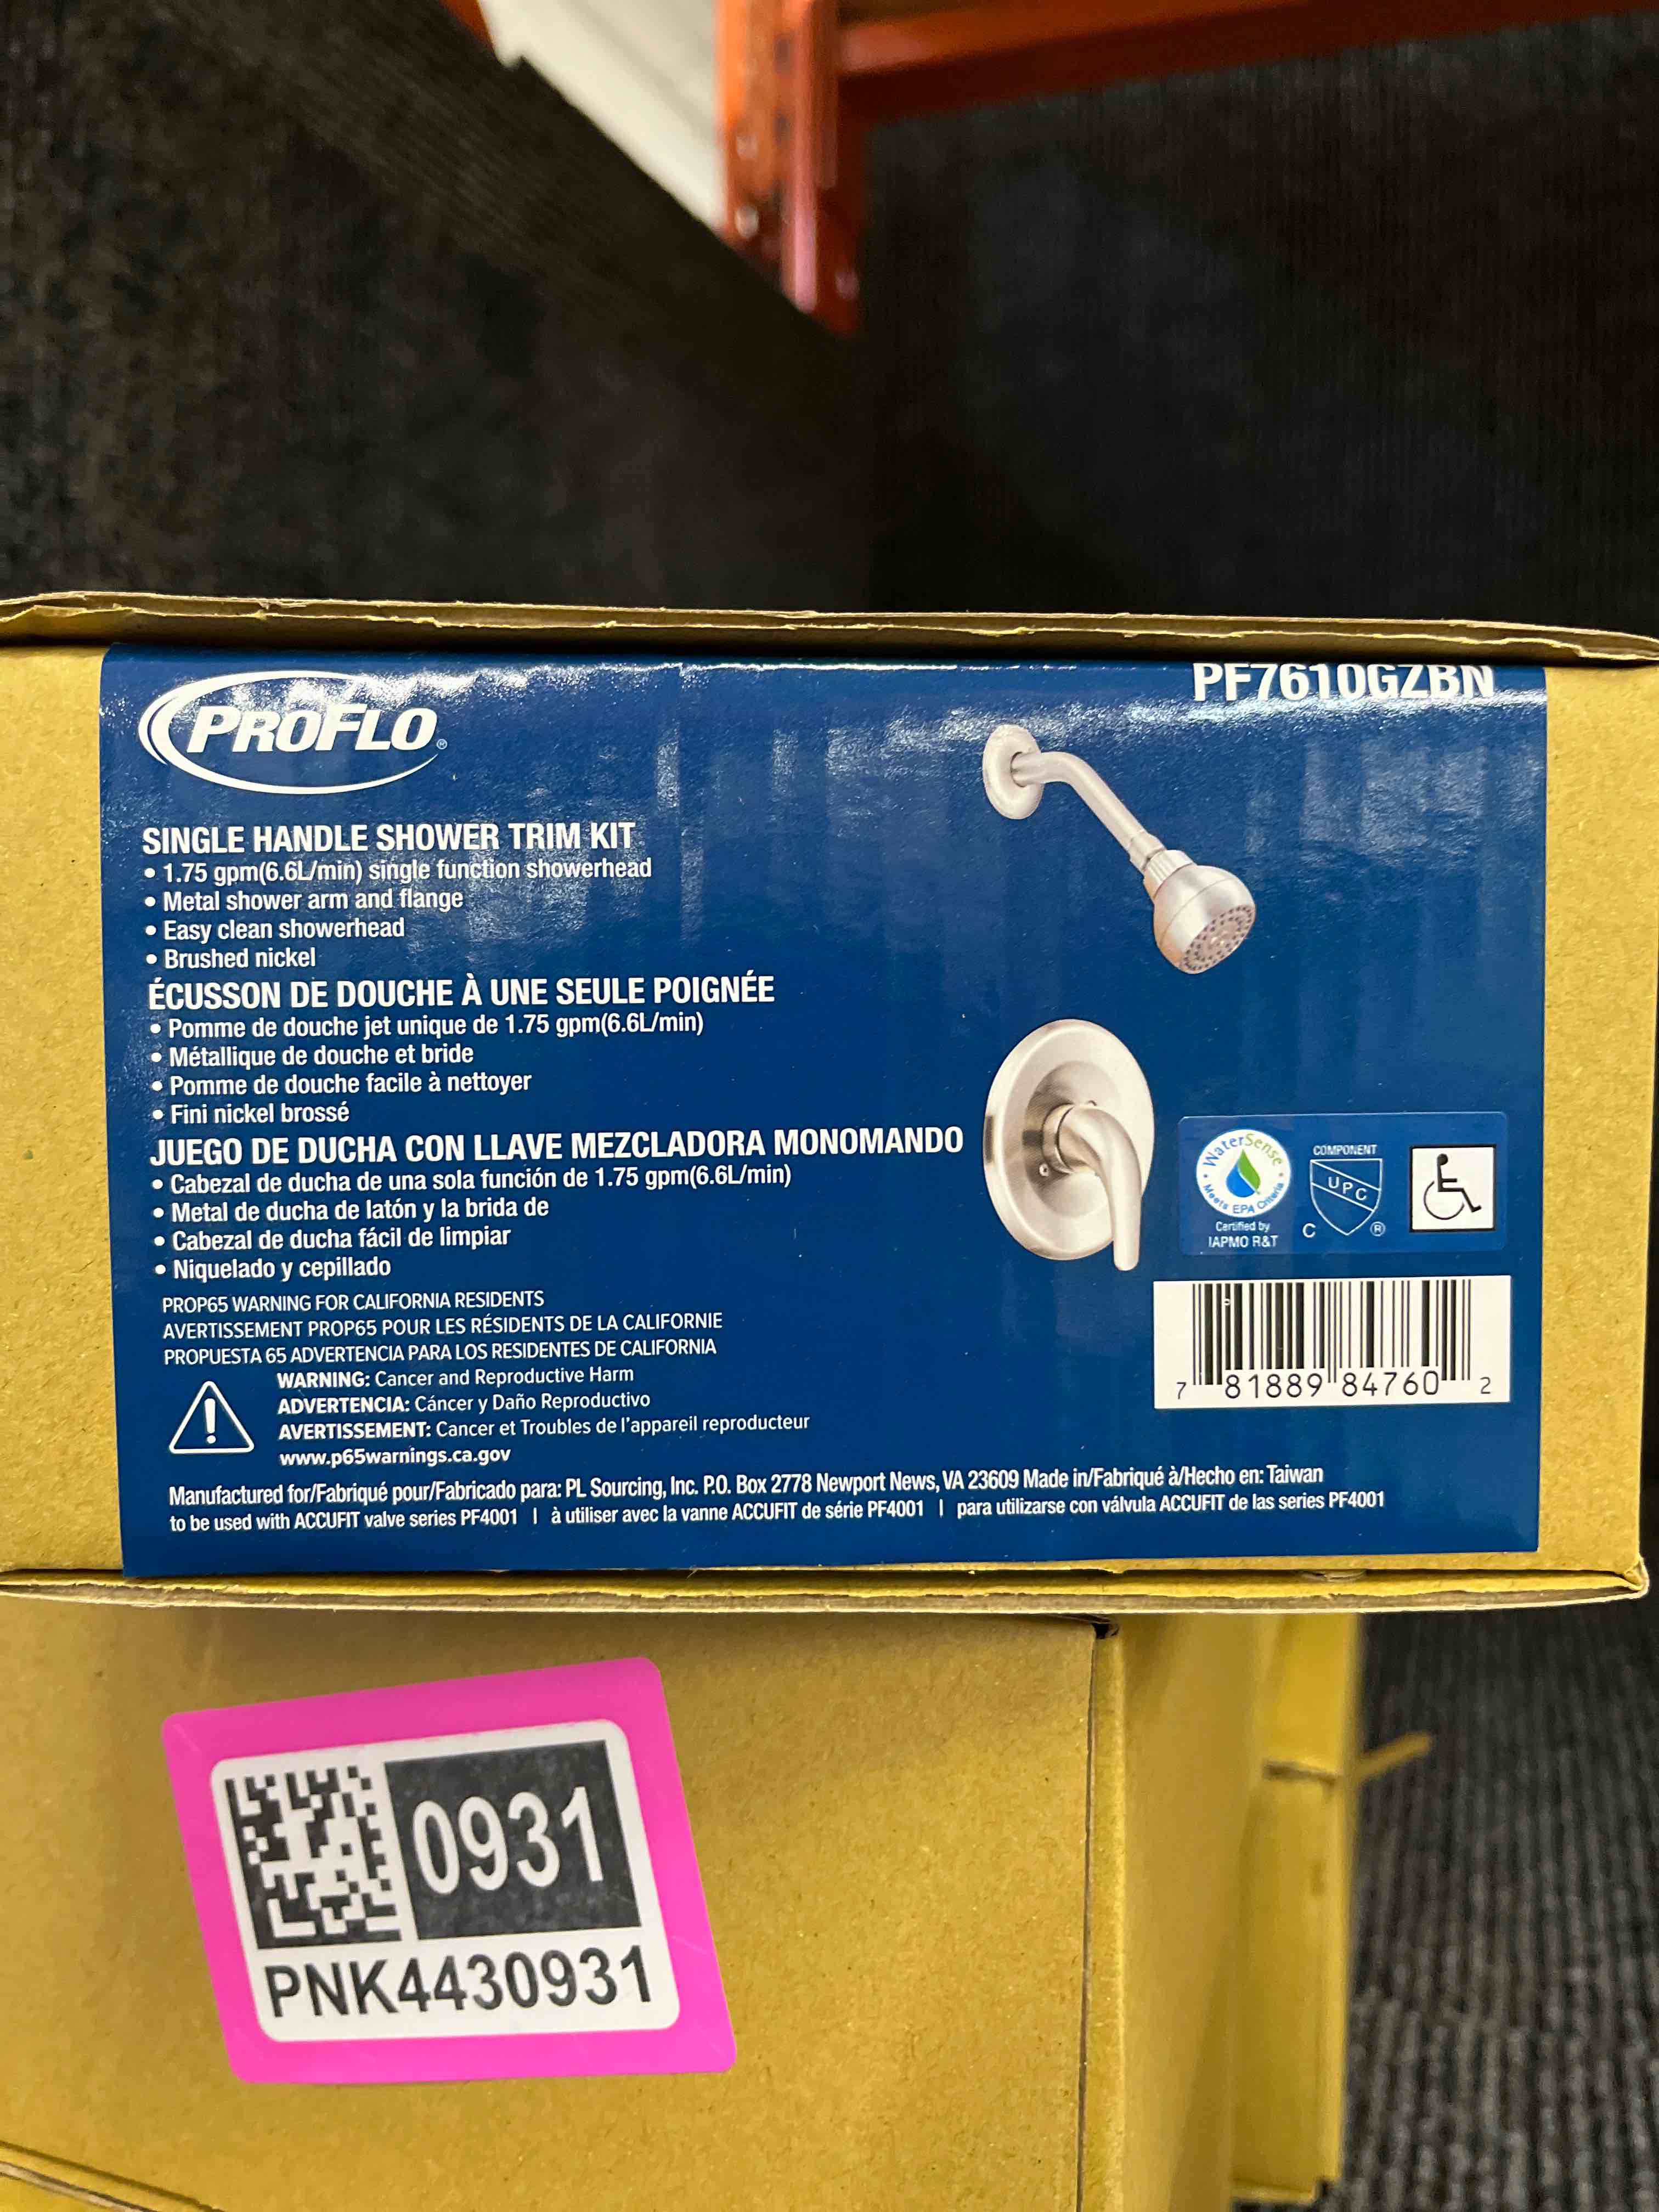 PROFLO®
PF7610GZBN
SINGLE HANDLE SHOWER TRIM KIT
• 1.75 gpm(6.6L/min) single function showerhead
• Metal shower arm and flange
• Easy clean showerhead
• Brushed nickel
ÉCUSSON DE DOUCHE À UNE SEULE POIGNÉE
• Pomme de douche jet unique de 1.75 gpm(6.6L/min)
• Métallique de douche et bride
• Pomme de douche facile à nettoyer
• Fini nickel brossé
JUEGO DE DUCHA CON LLAVE MEZCLADORA MONOMANDO
• Cabezal de ducha de una sola función de 1.75 gpm(6.6L/min)
• Metal de ducha de latón y la brida de
• Cabezal de ducha fácil de limpiar
• Niquelado y cepillado
WaterSense
Meets EPA Criteria
Certified by
IAPMO R&T
COMPONENT
UPC
C ®
PROP65 WARNING FOR CALIFORNIA RESIDENTS
AVERTISSEMENT PROP65 POUR LES RÉSIDENTS DE LA CALIFORNIE
PROPUESTA 65 ADVERTENCIA PARA LOS RESIDENTES DE CALIFORNIA
WARNING: Cancer and Reproductive Harm
ADVERTENCIA: Cáncer y Daño Reproductivo
AVERTISSEMENT: Cancer et Troubles de l'appareil reproducteur
www.p65warnings.ca.gov
7 81889 84760 2
Manufactured for/Fabriqué pour/Fabricado para: PL Sourcing, Inc. P.O. Box 2778 Newport News, VA 23609 Made in/Fabriqué à/Hecho en: Taiwan
to be used with ACCUFIT valve series PF4001 | à utiliser avec la vanne ACCUFIT de série PF4001 | para utilizarse con válvula ACCUFIT de las series PF4001
0931
PNK4430931